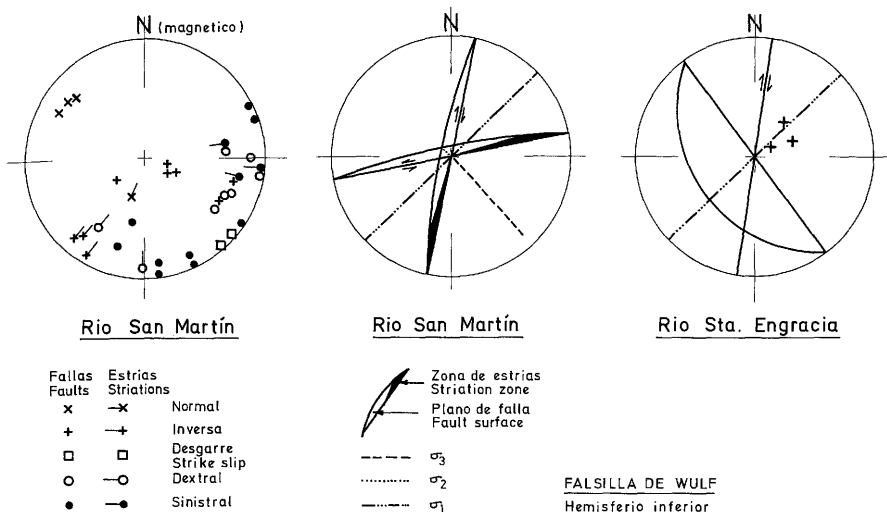 N (magnetico)
N
N
Rio San Martín
Rio San Martín
Rio Sta. Engracia
Fallas Estrias
Faults Striations
Normal
Inversa
Desgarre
Strike slip
Dextral
Sinistral
Zona de estrias
Striation zone
Plano de falla
Fault surface
σ3
σ2
σ1
FALSILLA DE WULF
Hemisferio inferior